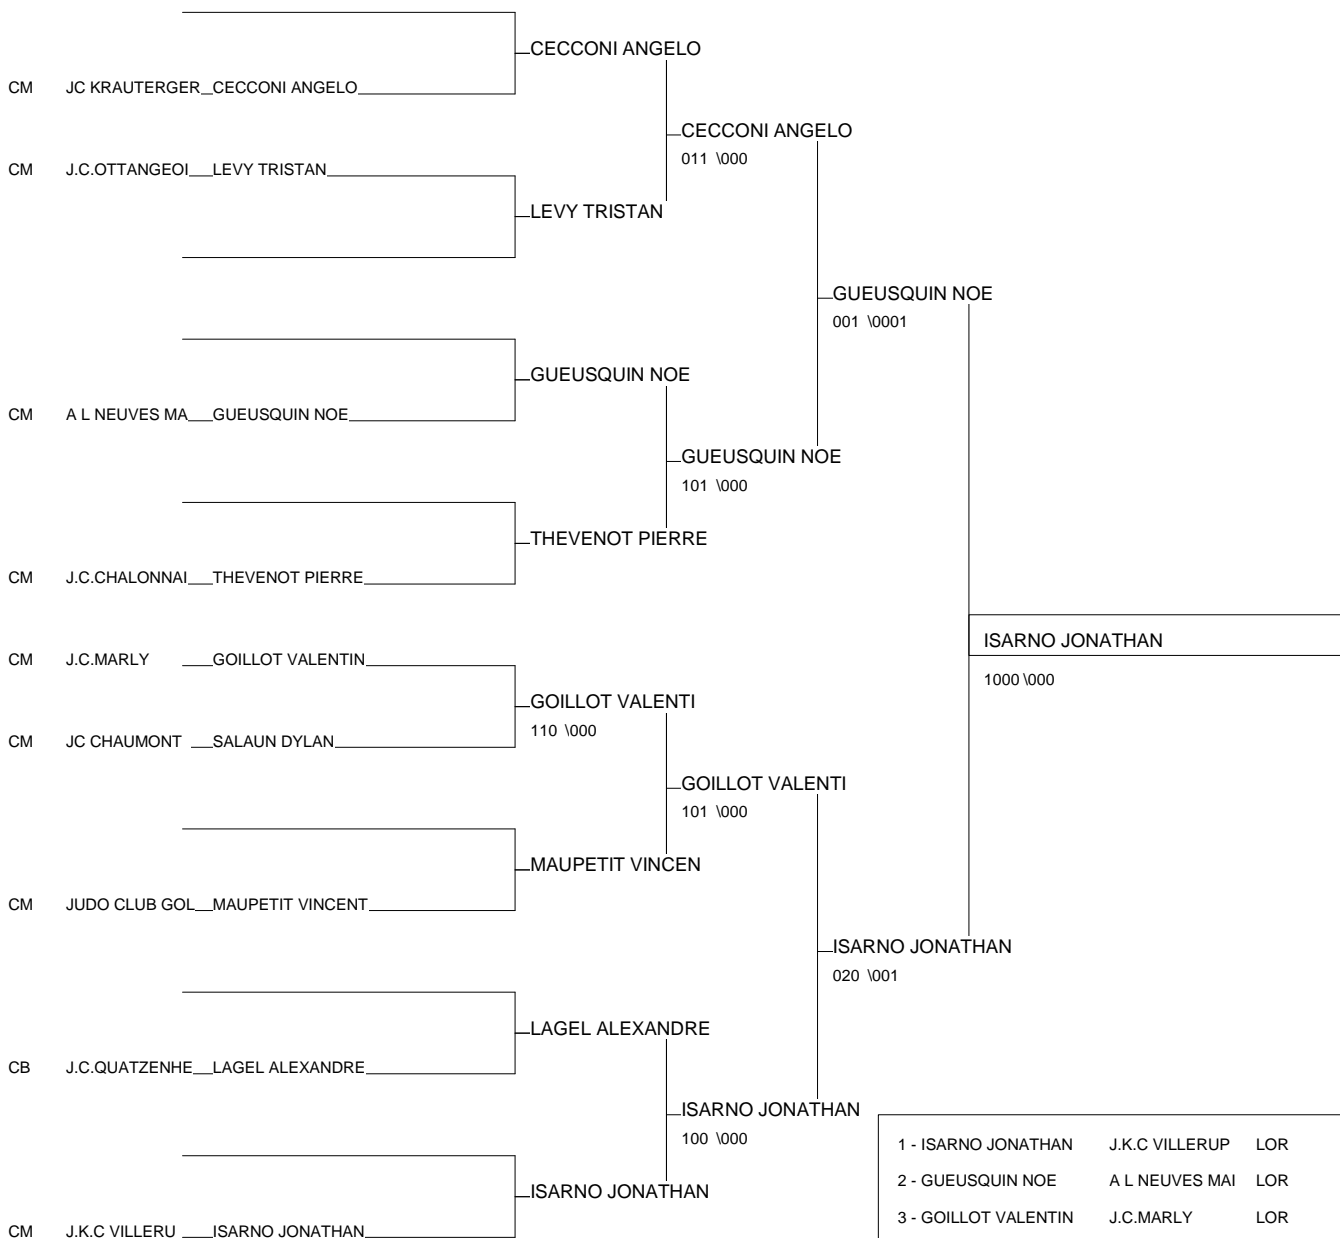 CECCONI ANGELO
CM JC KRAUTERGER CECCONI ANGELO
CECCONI ANGELO
011 \000
CM J.C.OTTANGEOI LEVY TRISTAN
LEVY TRISTAN
GUEUSQUIN NOE
001 \0001
GUEUSQUIN NOE
CM A L NEUVES MA GUEUSQUIN NOE
GUEUSQUIN NOE
101 \000
THEVENOT PIERRE
CM J.C.CHALONNAI THEVENOT PIERRE
ISARNO JONATHAN
1000 \000
CM J.C.MARLY GOILLOT VALENTIN
GOILLOT VALENTI
110 \000
CM JC CHAUMONT SALAUN DYLAN
GOILLOT VALENTI
101 \000
MAUPETIT VINCEN
CM JUDO CLUB GOL MAUPETIT VINCENT
ISARNO JONATHAN
020 \001
LAGEL ALEXANDRE
CB J.C.QUATZENHE LAGEL ALEXANDRE
ISARNO JONATHAN
100 \000
ISARNO JONATHAN
CM J.K.C VILLERU ISARNO JONATHAN
1 - ISARNO JONATHAN J.K.C VILLERUP LOR
2 - GUEUSQUIN NOE A L NEUVES MAI LOR
3 - GOILLOT VALENTIN J.C.MARLY LOR